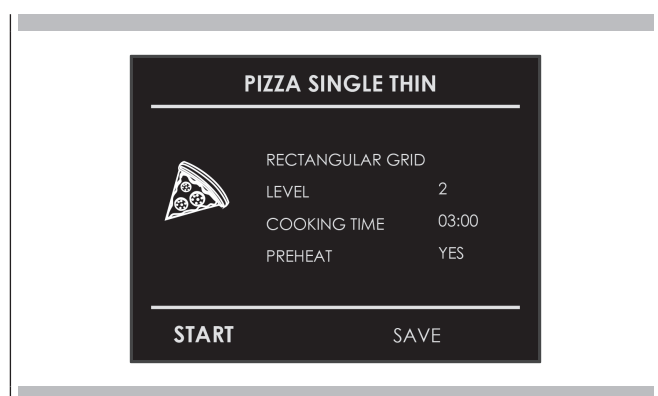 PIZZA SINGLE THIN
RECTANGULAR GRID
LEVEL 2
COOKING TIME 03:00
PREHEAT YES
START SAVE